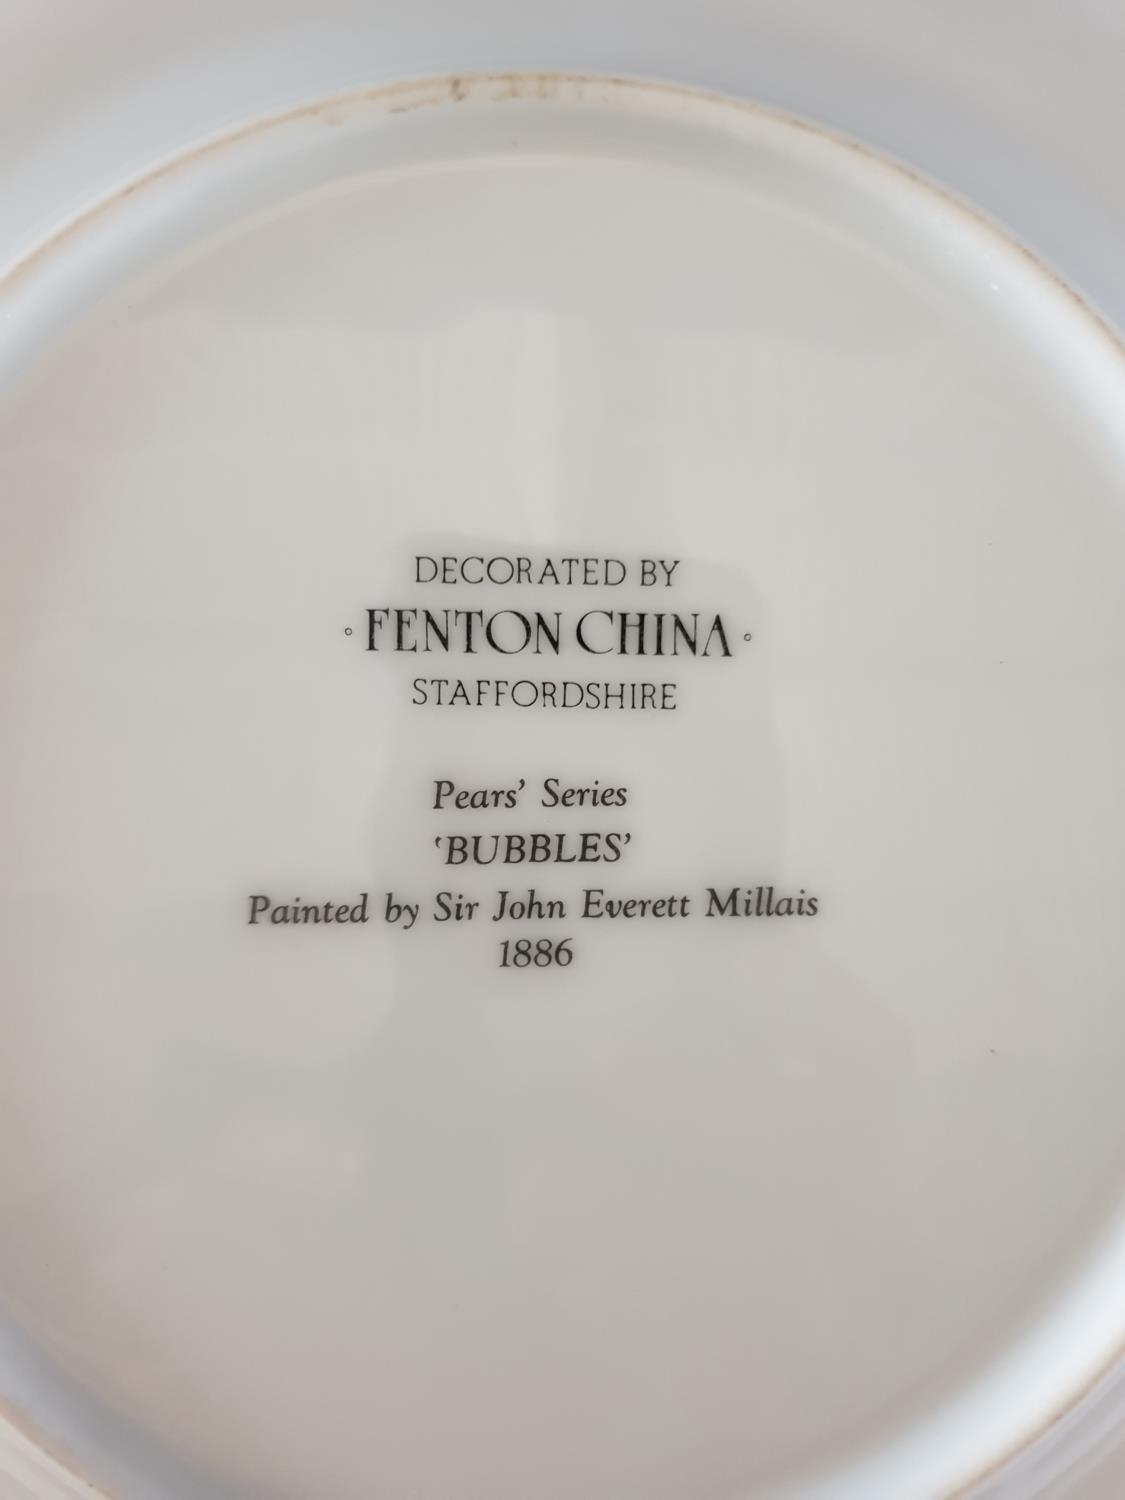 DECORATED BY
◦ FENTON CHINA ◦
STAFFORDSHIRE
Pears’ Series
‘BUBBLES’
Painted by Sir John Everett Millais
1886